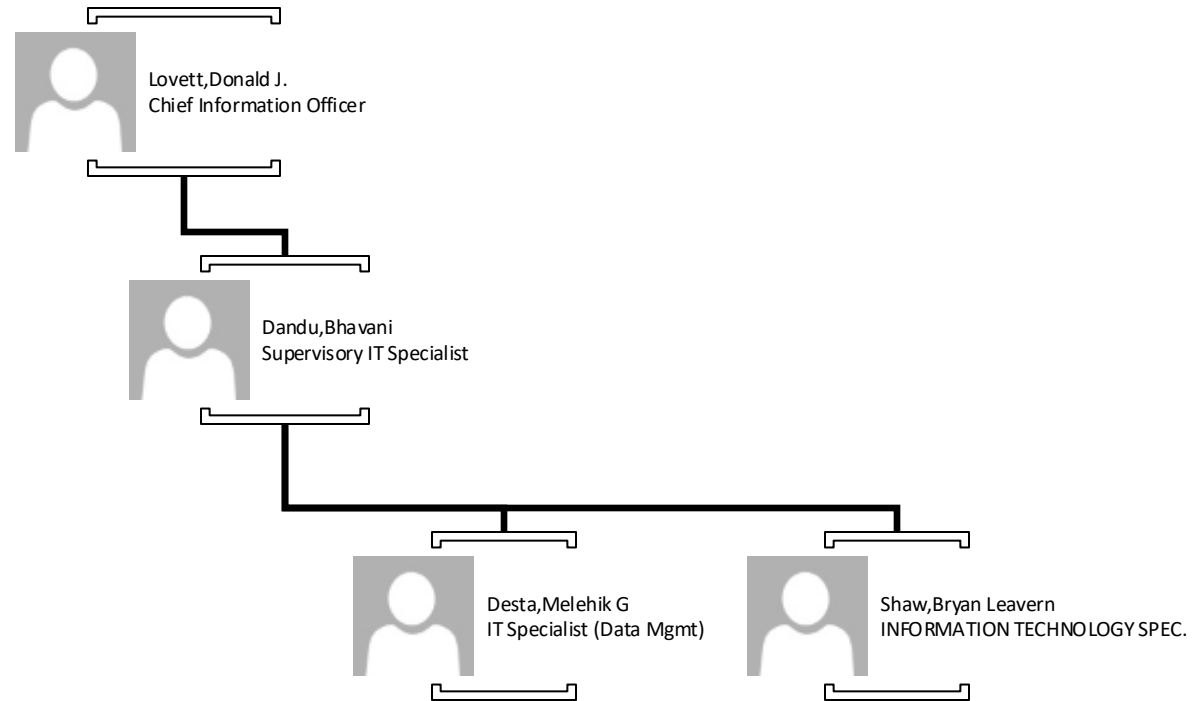 Lovett,Donald J.
Chief Information Officer
Dandu,Bhavani
Supervisory IT Specialist
Desta,Melehik G
IT Specialist (Data Mgmt)
Shaw,Bryan Leavern
INFORMATION TECHNOLOGY SPEC.